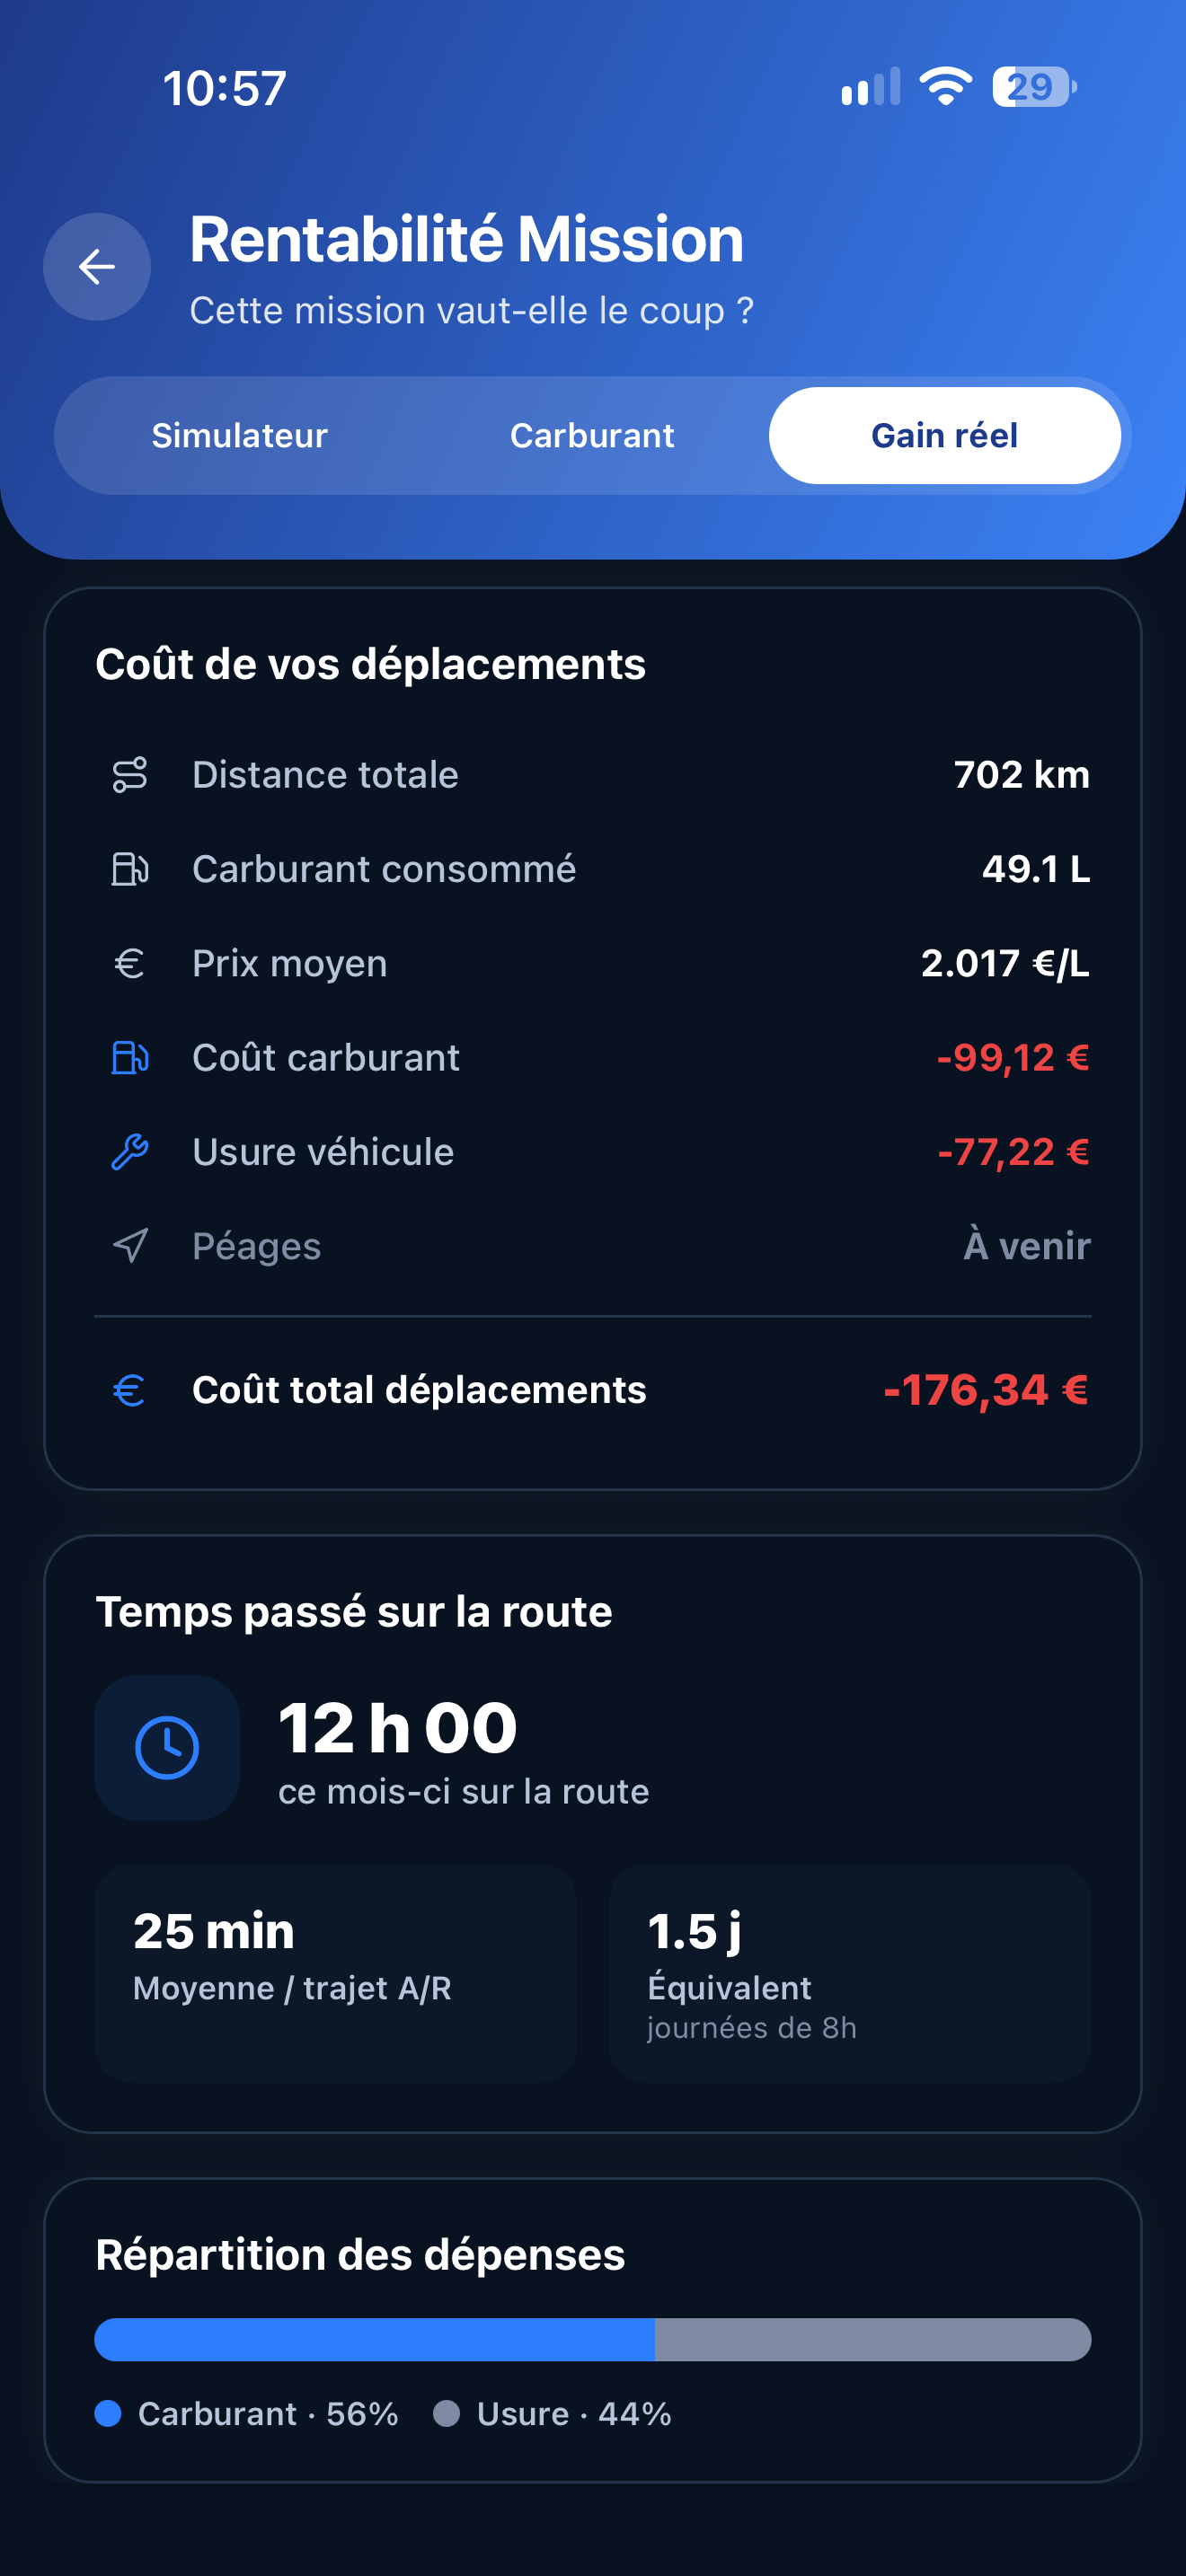 10:57
29
Rentabilité Mission
Cette mission vaut-elle le coup ?
Simulateur Carburant Gain réel
Coût de vos déplacements
Distance totale 702 km
Carburant consommé 49.1 L
Prix moyen 2.017 €/L
Coût carburant -99,12 €
Usure véhicule -77,22 €
Péages À venir
Coût total déplacements -176,34 €
Temps passé sur la route
12 h 00
ce mois-ci sur la route
25 min
Moyenne / trajet A/R
1.5 j
Équivalent
journées de 8h
Répartition des dépenses
Carburant · 56% Usure · 44%